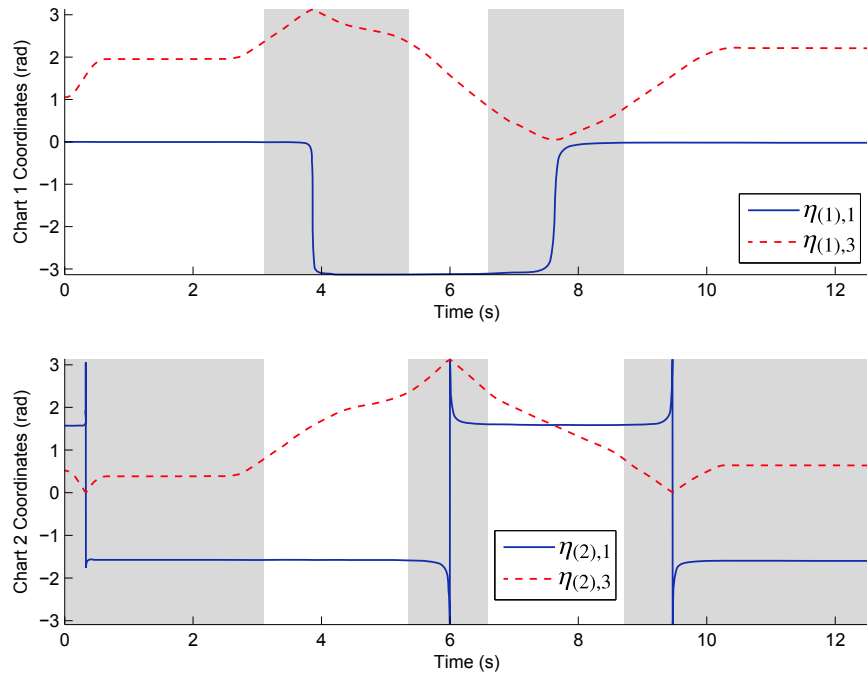 3
2
1
0
−1
−2
−3
Chart 1 Coordinates (rad)
η(1),1
η(1),3
0 2 4 6 8 10 12
Time (s)
3
2
1
0
−1
−2
−3
Chart 2 Coordinates (rad)
η(2),1
η(2),3
0 2 4 6 8 10 12
Time (s)